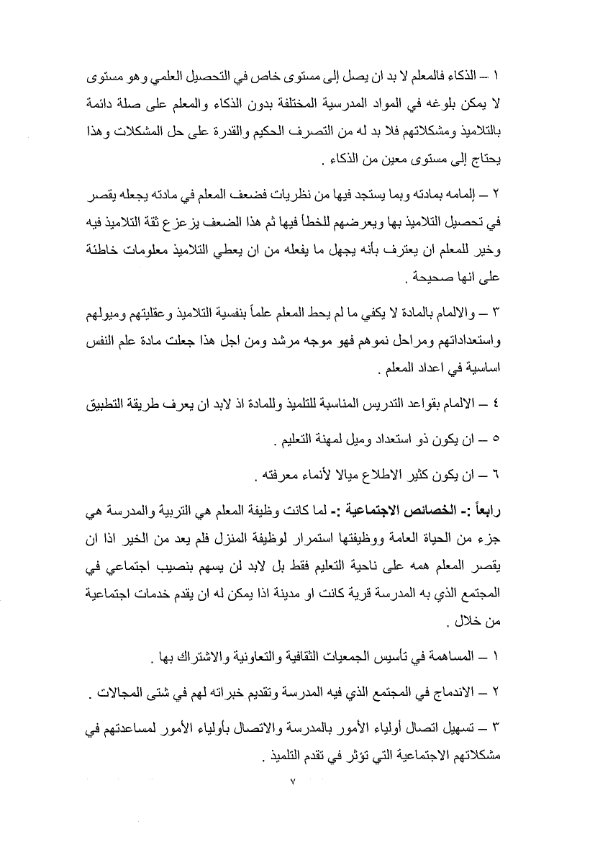 ١ – الذكاء فالمعلم لا بد ان يصل إلى مستوى خاص في التحصيل العلمي وهو مستوى
لا يمكن بلوغه في المواد المدرسية المختلفة بدون الذكاء والمعلم على صلة دائمة
بالتلاميذ ومشكلاتهم فلا بد له من التصرف الحكيم والقدرة على حل المشكلات وهذا
يحتاج إلى مستوى معين من الذكاء .
٢ – إلمامه بمادته وبما يستجد فيها من نظريات فضعف المعلم في مادته يجعله يقصر
في تحصيل التلاميذ بها ويعرضهم للخطأ فيها ثم هذا الضعف يزعزع ثقة التلاميذ فيه
وخير للمعلم ان يعترف بأنه يجهل ما يفعله من ان يعطي التلاميذ معلومات خاطئة
على انها صحيحة .
٣ – والالمام بالمادة لا يكفي ما لم يحط المعلم علماً بنفسية التلاميذ وعقليتهم وميولهم
واستعداداتهم ومراحل نموهم فهو موجه مرشد ومن اجل هذا جعلت مادة علم النفس
اساسية في اعداد المعلم .
٤ – الالمام بقواعد التدريس المناسبة للتلميذ وللمادة اذ لابد ان يعرف طريقة التطبيق
٥ – ان يكون ذو استعداد وميل لمهنة التعليم .
٦ – ان يكون كثير الاطلاع ميالا لأنماء معرفته .
رابعاً :- الخصائص الاجتماعية :- لما كانت وظيفة المعلم هي التربية والمدرسة هي
جزء من الحياة العامة ووظيفتها استمرار لوظيفة المنزل فلم يعد من الخير اذا ان
يقصر المعلم همه على ناحية التعليم فقط بل لابد لن يسهم بنصيب اجتماعي في
المجتمع الذي به المدرسة قرية كانت او مدينة اذا يمكن له ان يقدم خدمات اجتماعية
من خلال .
١ – المساهمة في تأسيس الجمعيات الثقافية والتعاونية والاشتراك بها .
٢ – الاندماج في المجتمع الذي فيه المدرسة وتقديم خبراته لهم في شتى المجالات .
٣ – تسهيل اتصال أولياء الأمور بالمدرسة والاتصال بأولياء الأمور لمساعدتهم في
مشكلاتهم الاجتماعية التي تؤثر في تقدم التلميذ .
٧